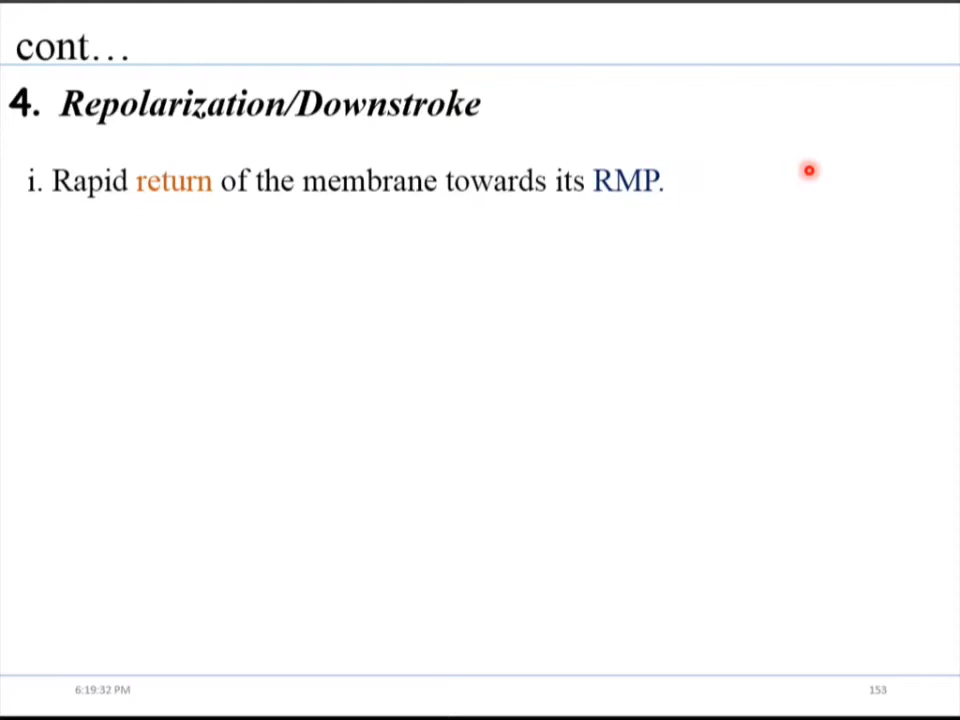 cont…
4. Repolarization/Downstroke
i. Rapid return of the membrane towards its RMP.
6:19:32 PM
153